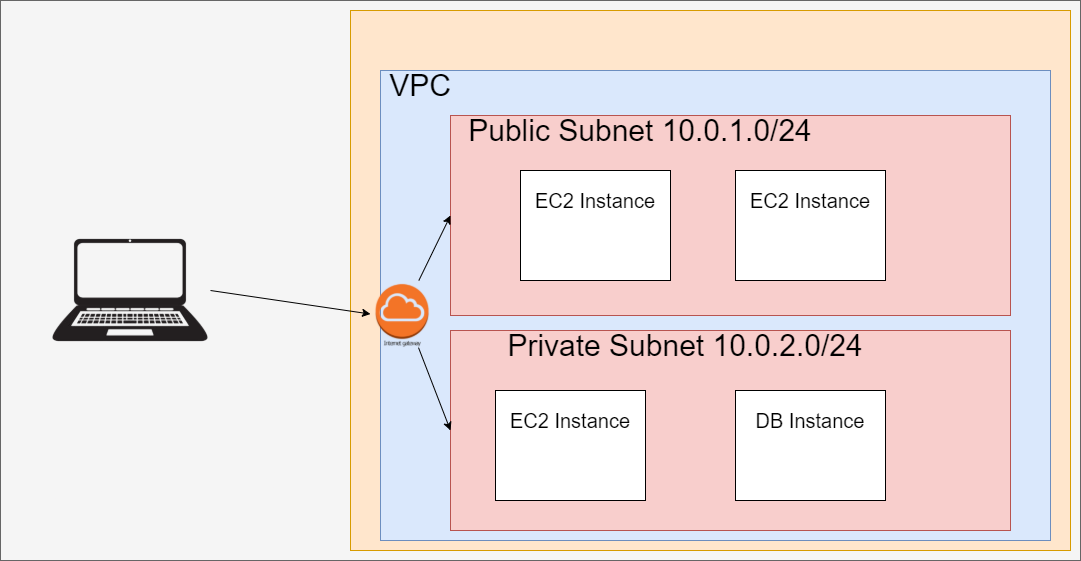 VPC
Public Subnet 10.0.1.0/24
EC2 Instance
EC2 Instance
Internet gateway
Private Subnet 10.0.2.0/24
EC2 Instance
DB Instance